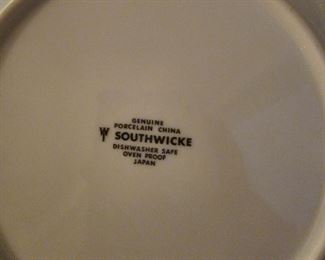 GENUINE
PORCELAIN CHINA
SOUTHWICKE
DISHWASHER SAFE
OVEN PROOF
JAPAN